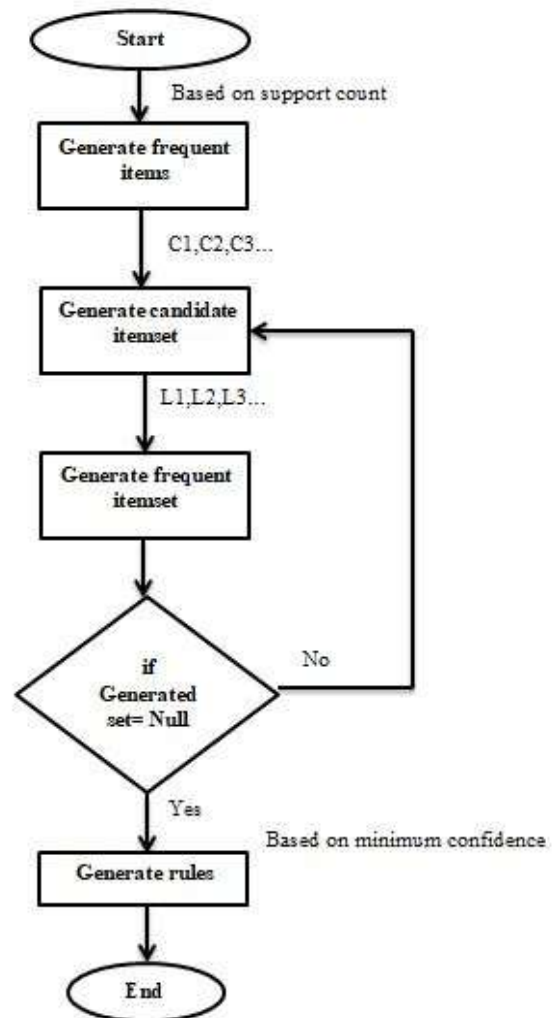 Start
Based on support count
Generate frequent
items
C1,C2,C3...
Generate candidate
itemset
L1,L2,L3...
Generate frequent
itemset
if
Generated
set= Null
No
Yes
Based on minimum confidence
Generate rules
End